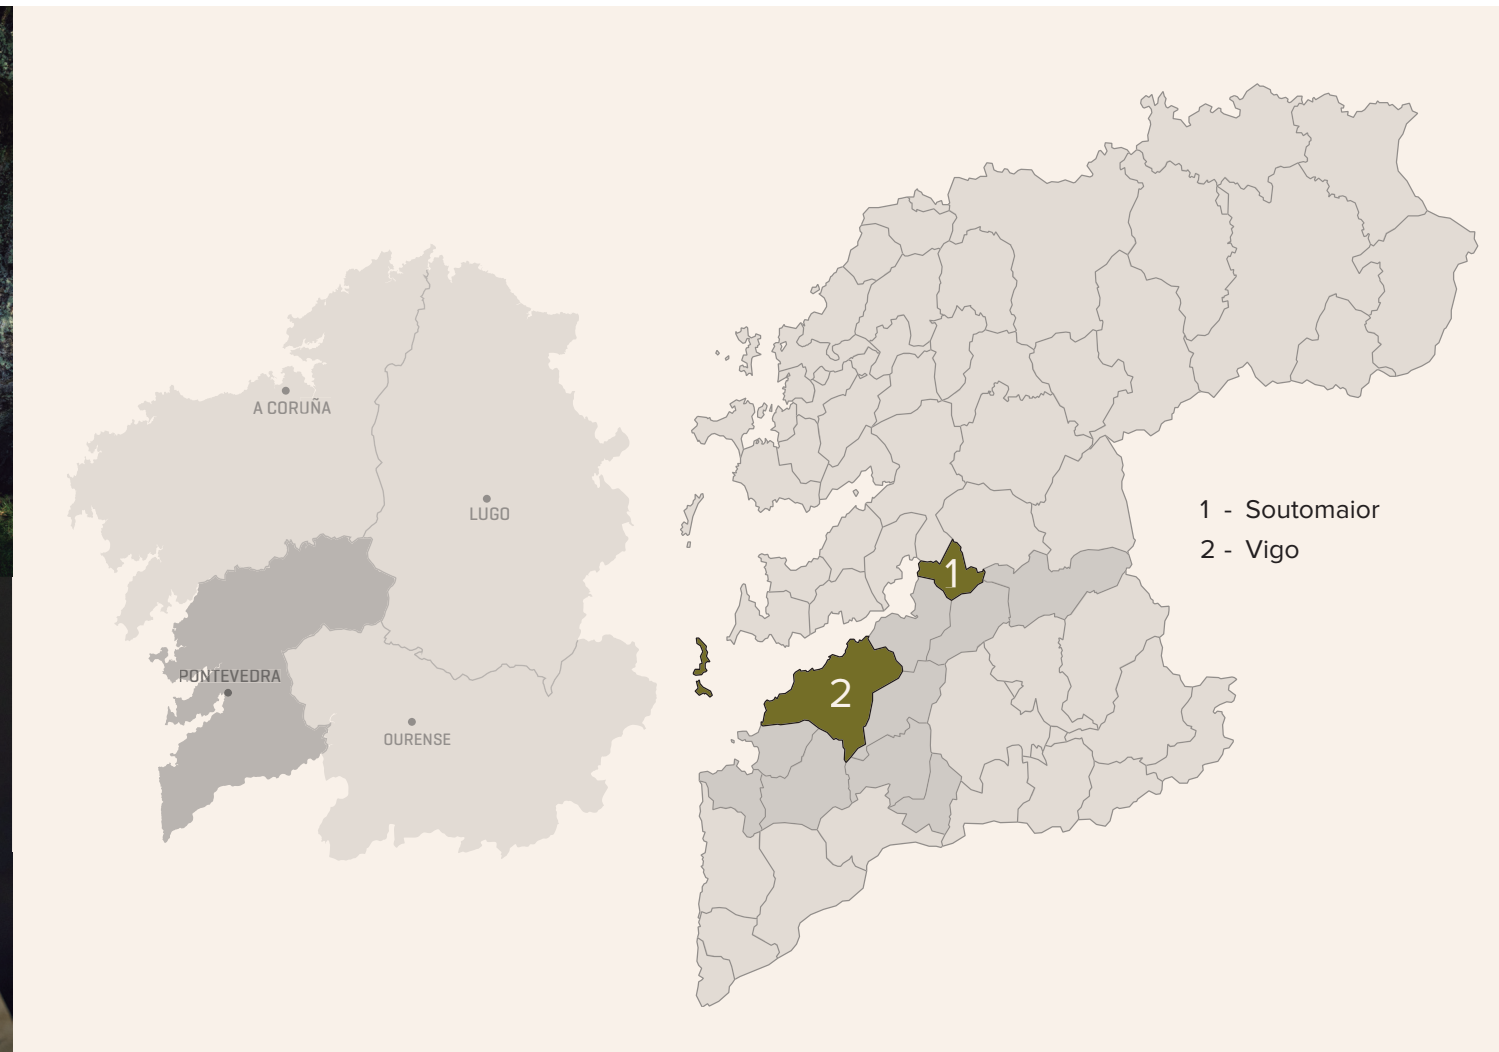 A CORUÑA
LUGO
PONTEVEDRA
OURENSE
1
2
1 - Soutomaior
2 - Vigo